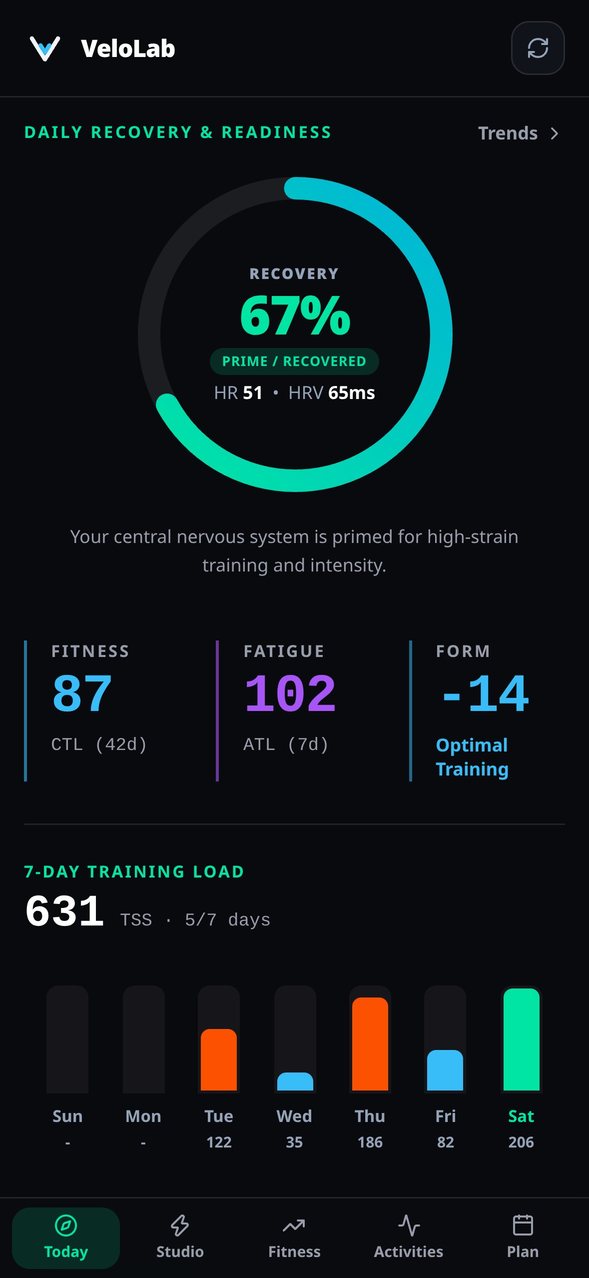 VeloLab
DAILY RECOVERY & READINESS
Trends
RECOVERY
67%
PRIME / RECOVERED
HR 51 • HRV 65ms
Your central nervous system is primed for high-strain
training and intensity.
FITNESS
87
CTL (42d)
FATIGUE
102
ATL (7d)
FORM
-14
Optimal
Training
7-DAY TRAINING LOAD
631 TSS · 5/7 days
Sun Mon Tue Wed Thu Fri Sat
- - 122 35 186 82 206
Today Studio Fitness Activities Plan